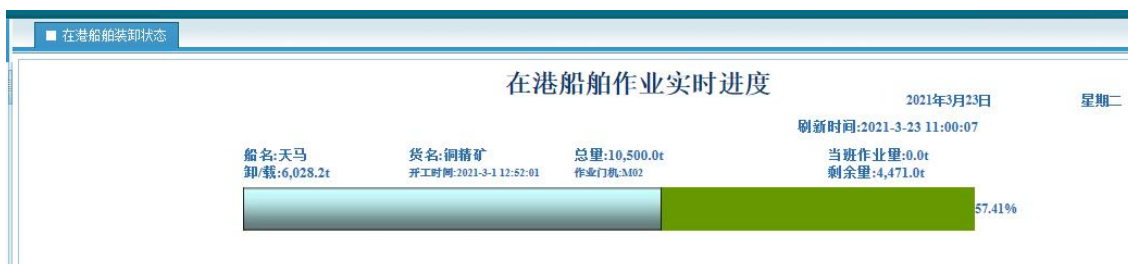 在港船舶装卸状态
在港船舶作业实时进度
2021年3月23日 星期二
刷新时间:2021-3-23 11:00:07
船名:天马 货名:铜精矿 总量:10,500.0t 当班作业量:0.0t
卸/载:6,028.2t 开工时间:2021-3-1 12:52:01 作业门机:M02 剩余量:4,471.0t
57.41%